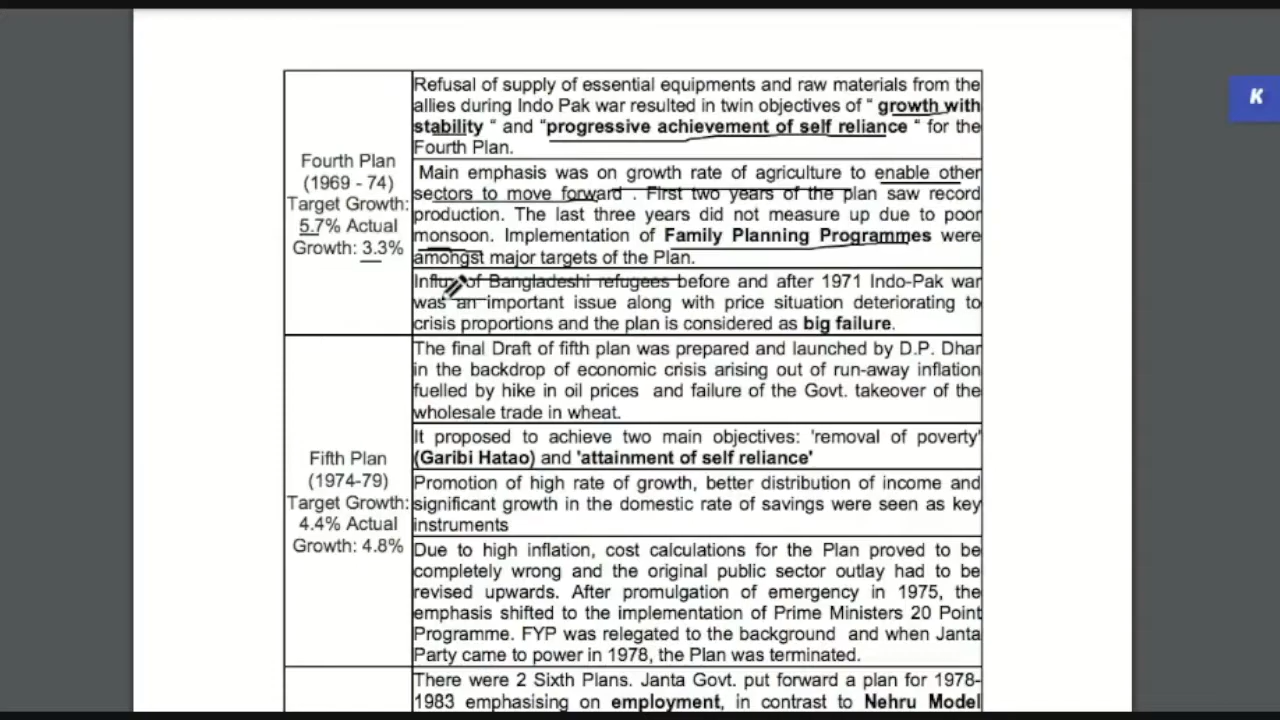 Refusal of supply of essential equipments and raw materials from the
allies during Indo Pak war resulted in twin objectives of “ growth with
stability “ and “progressive achievement of self reliance “ for the
Fourth Plan.
Fourth Plan
(1969 - 74)
Target Growth:
5.7% Actual
Growth: 3.3%
Main emphasis was on growth rate of agriculture to enable other
sectors to move forward . First two years of the plan saw record
production. The last three years did not measure up due to poor
monsoon. Implementation of Family Planning Programmes were
amongst major targets of the Plan.
Influx of Bangladeshi refugees before and after 1971 Indo-Pak war
was an important issue along with price situation deteriorating to
crisis proportions and the plan is considered as big failure.
The final Draft of fifth plan was prepared and launched by D.P. Dhar
in the backdrop of economic crisis arising out of run-away inflation
fuelled by hike in oil prices and failure of the Govt. takeover of the
wholesale trade in wheat.
Fifth Plan
(1974-79)
Target Growth:
4.4% Actual
Growth: 4.8%
It proposed to achieve two main objectives: 'removal of poverty'
(Garibi Hatao) and 'attainment of self reliance'
Promotion of high rate of growth, better distribution of income and
significant growth in the domestic rate of savings were seen as key
instruments
Due to high inflation, cost calculations for the Plan proved to be
completely wrong and the original public sector outlay had to be
revised upwards. After promulgation of emergency in 1975, the
emphasis shifted to the implementation of Prime Ministers 20 Point
Programme. FYP was relegated to the background and when Janta
Party came to power in 1978, the Plan was terminated.
There were 2 Sixth Plans. Janta Govt. put forward a plan for 1978-
1983 emphasising on employment, in contrast to Nehru Model
K